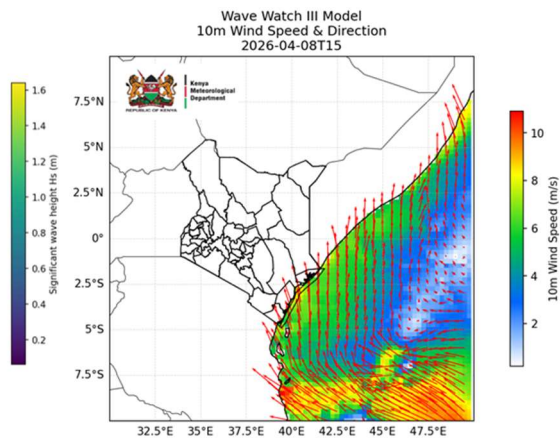 Wave Watch III Model
10m Wind Speed & Direction
2026-04-08T15
Kenya
Meteorological
Department
REPUBLIC OF KENYA
1.6
1.4
1.2
1.0
0.8
0.6
0.4
0.2
Significant wave height Hs (m)
7.5°N
5°N
2.5°N
0°
2.5°S
5°S
7.5°S
32.5°E
35°E
37.5°E
40°E
42.5°E
45°E
47.5°E
10
8
6
4
2
10m Wind Speed (m/s)